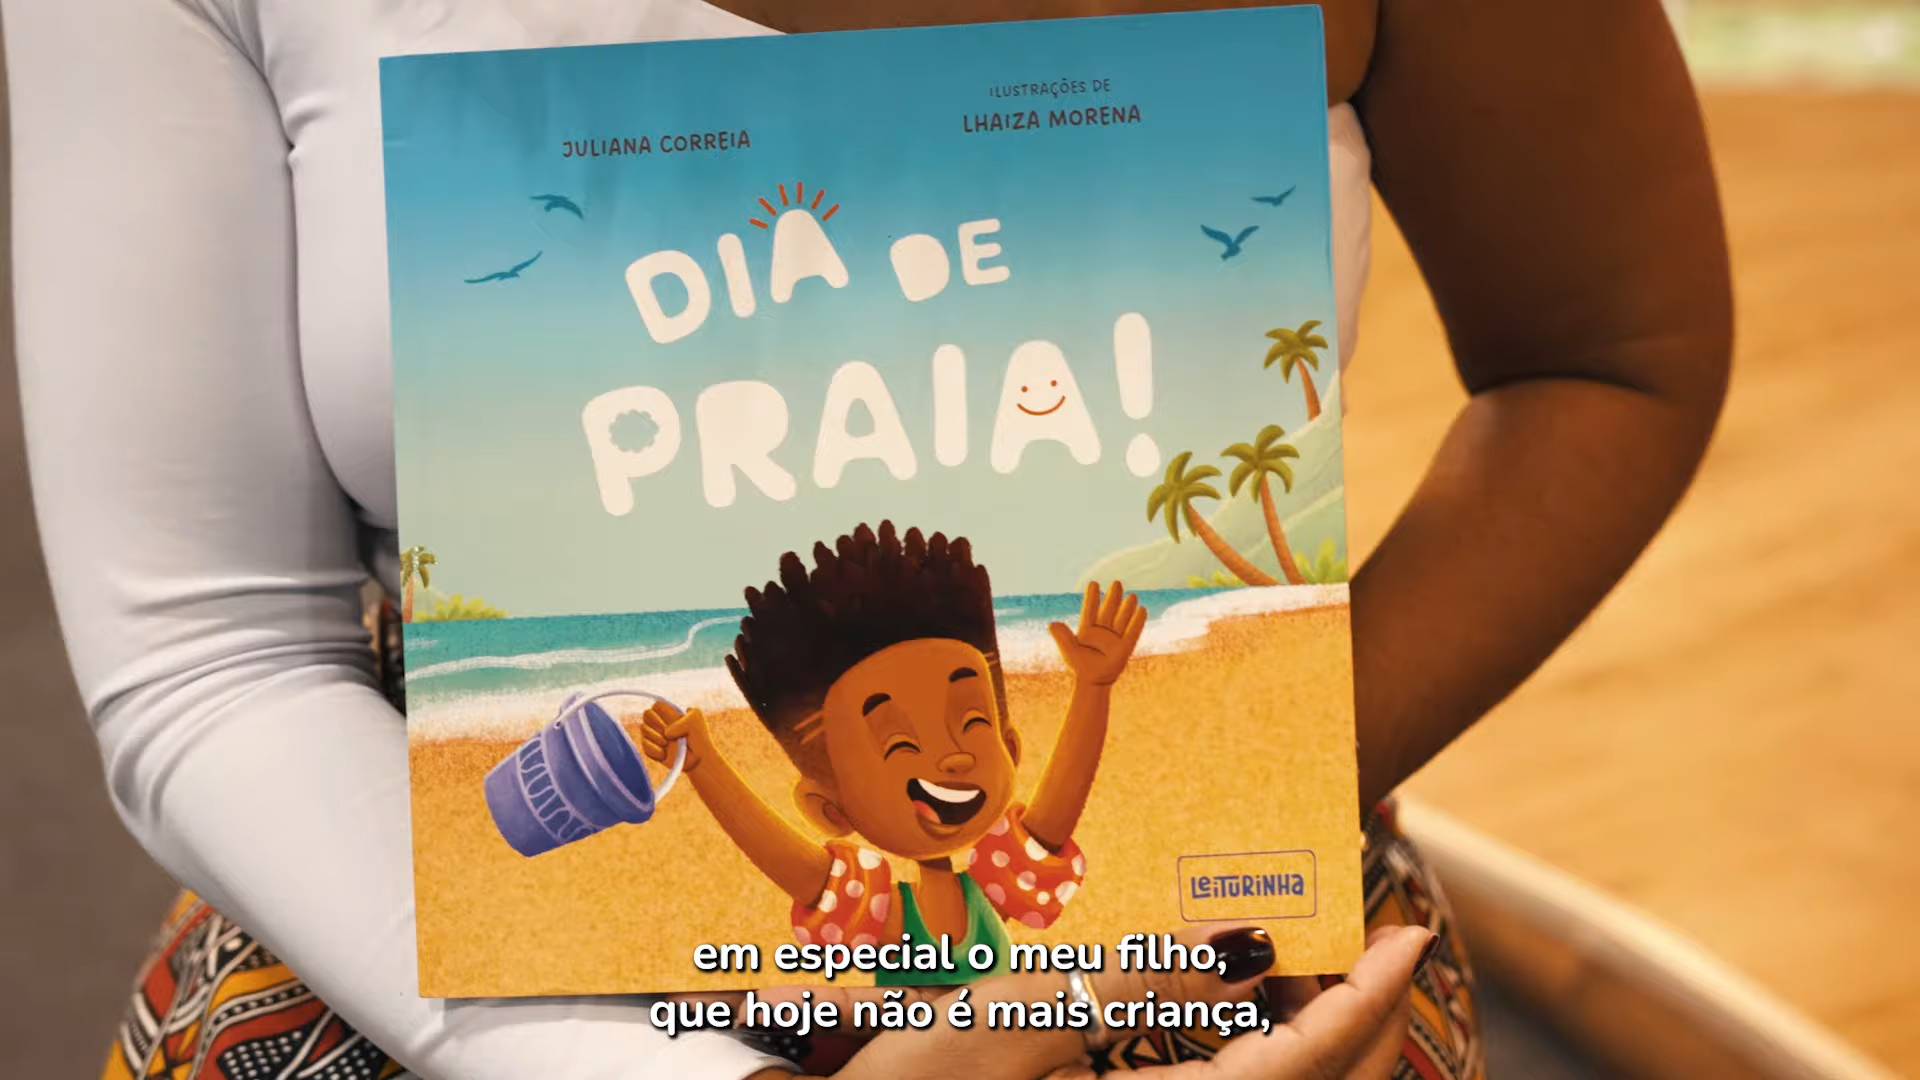 JULIANA CORREIA
ILUSTRAÇÕES DE
LHAIZA MORENA
DIA DE
PRAIA!
LEITURINHA
em especial o meu filho,
que hoje não é mais criança,